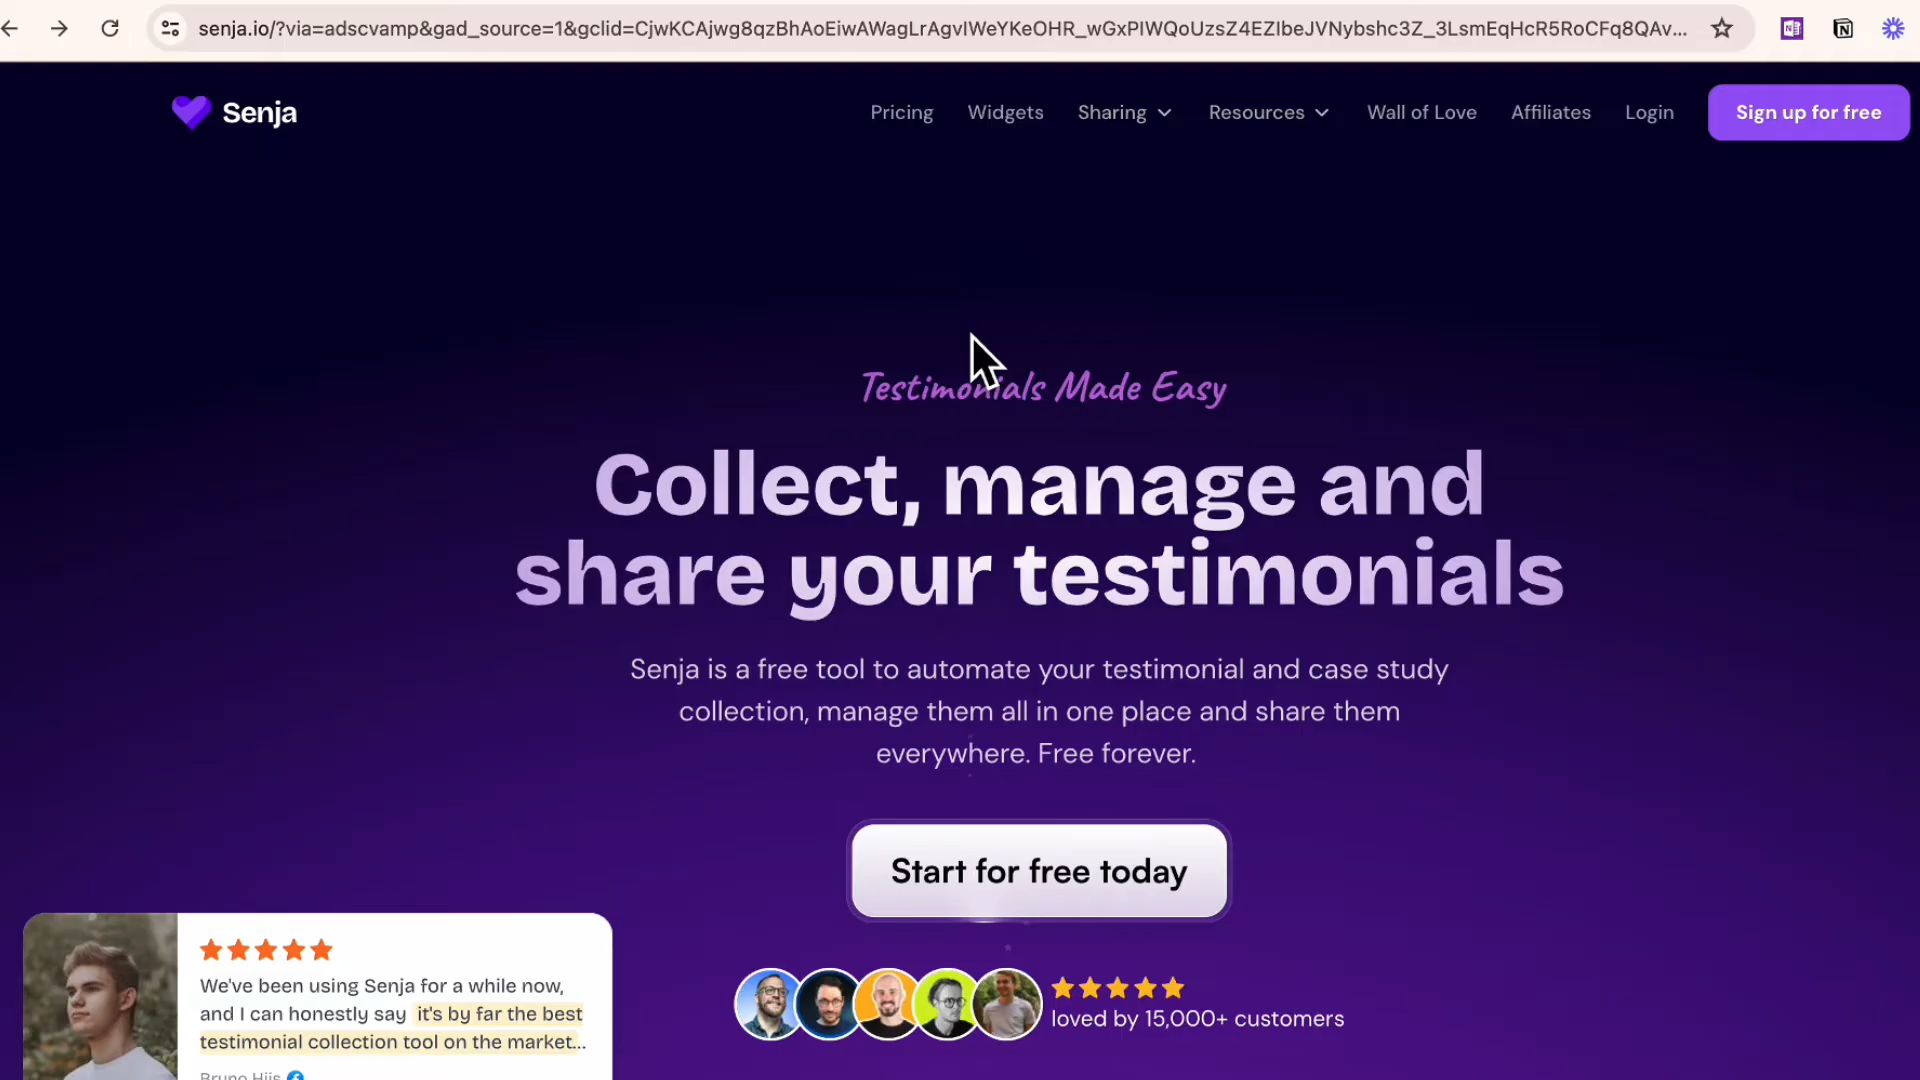 senja.io/?via=adscvamp&gad_source=1&gclid=CjwKCAjwg8qzBhAoEiwAWagLrAgvIWeYKeOHR_wGxPIWQoUzsZ4EZIbeJVNybshc3Z_3LsmEqHcR5RoCFq8QAv...
Senja
Pricing Widgets Sharing Resources Wall of Love Affiliates Login Sign up for free
Testimonials Made Easy
Collect, manage and
share your testimonials
Senja is a free tool to automate your testimonial and case study
collection, manage them all in one place and share them
everywhere. Free forever.
Start for free today
We've been using Senja for a while now,
and I can honestly say it's by far the best
testimonial collection tool on the market...
loved by 15,000+ customers